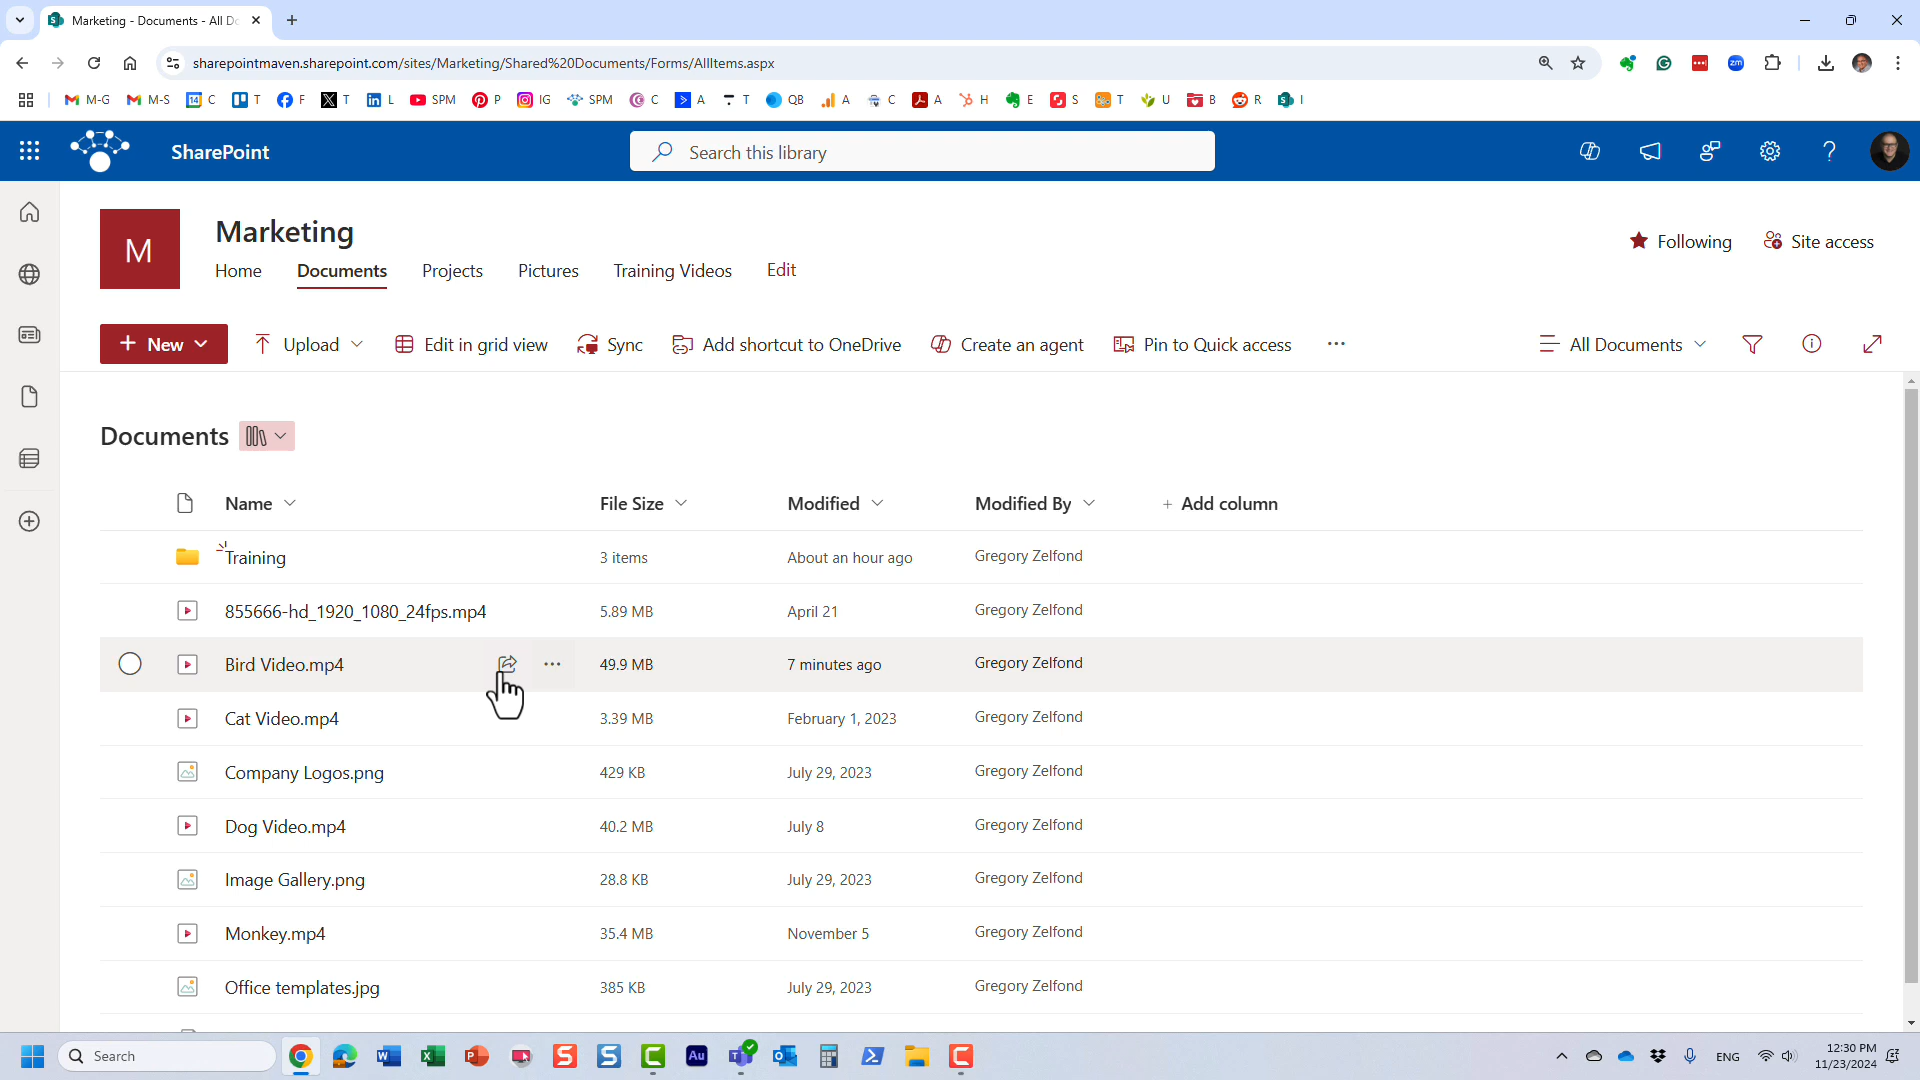 Marketing - Documents - All Do
sharepointmaven.sharepoint.com/sites/Marketing/Shared%20Documents/Forms/AllItems.aspx
M-G M-S C T F T L SPM P IG SPM C A T QB A C A H E S T U B R I
SharePoint
Search this library
M
Marketing
Following
Site access
Home Documents Projects Pictures Training Videos Edit
+ New Upload Edit in grid view Sync Add shortcut to OneDrive Create an agent Pin to Quick access ... All Documents
Documents
Name File Size Modified Modified By + Add column
Training 3 items About an hour ago Gregory Zelfond
855666-hd_1920_1080_24fps.mp4 5.89 MB April 21 Gregory Zelfond
Bird Video.mp4 ... 49.9 MB 7 minutes ago Gregory Zelfond
Cat Video.mp4 3.39 MB February 1, 2023 Gregory Zelfond
Company Logos.png 429 KB July 29, 2023 Gregory Zelfond
Dog Video.mp4 40.2 MB July 8 Gregory Zelfond
Image Gallery.png 28.8 KB July 29, 2023 Gregory Zelfond
Monkey.mp4 35.4 MB November 5 Gregory Zelfond
Office templates.jpg 385 KB July 29, 2023 Gregory Zelfond
Search
ENG
12:30 PM
11/23/2024